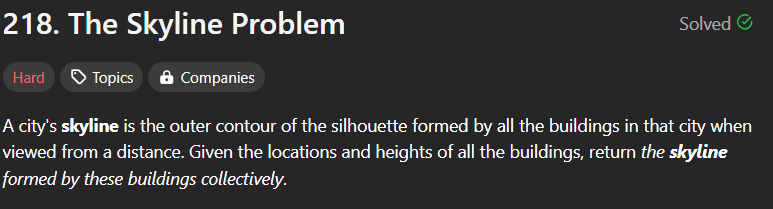 218. The Skyline Problem
Solved
Hard
Topics
Companies
A city's skyline is the outer contour of the silhouette formed by all the buildings in that city when
viewed from a distance. Given the locations and heights of all the buildings, return the skyline
formed by these buildings collectively.